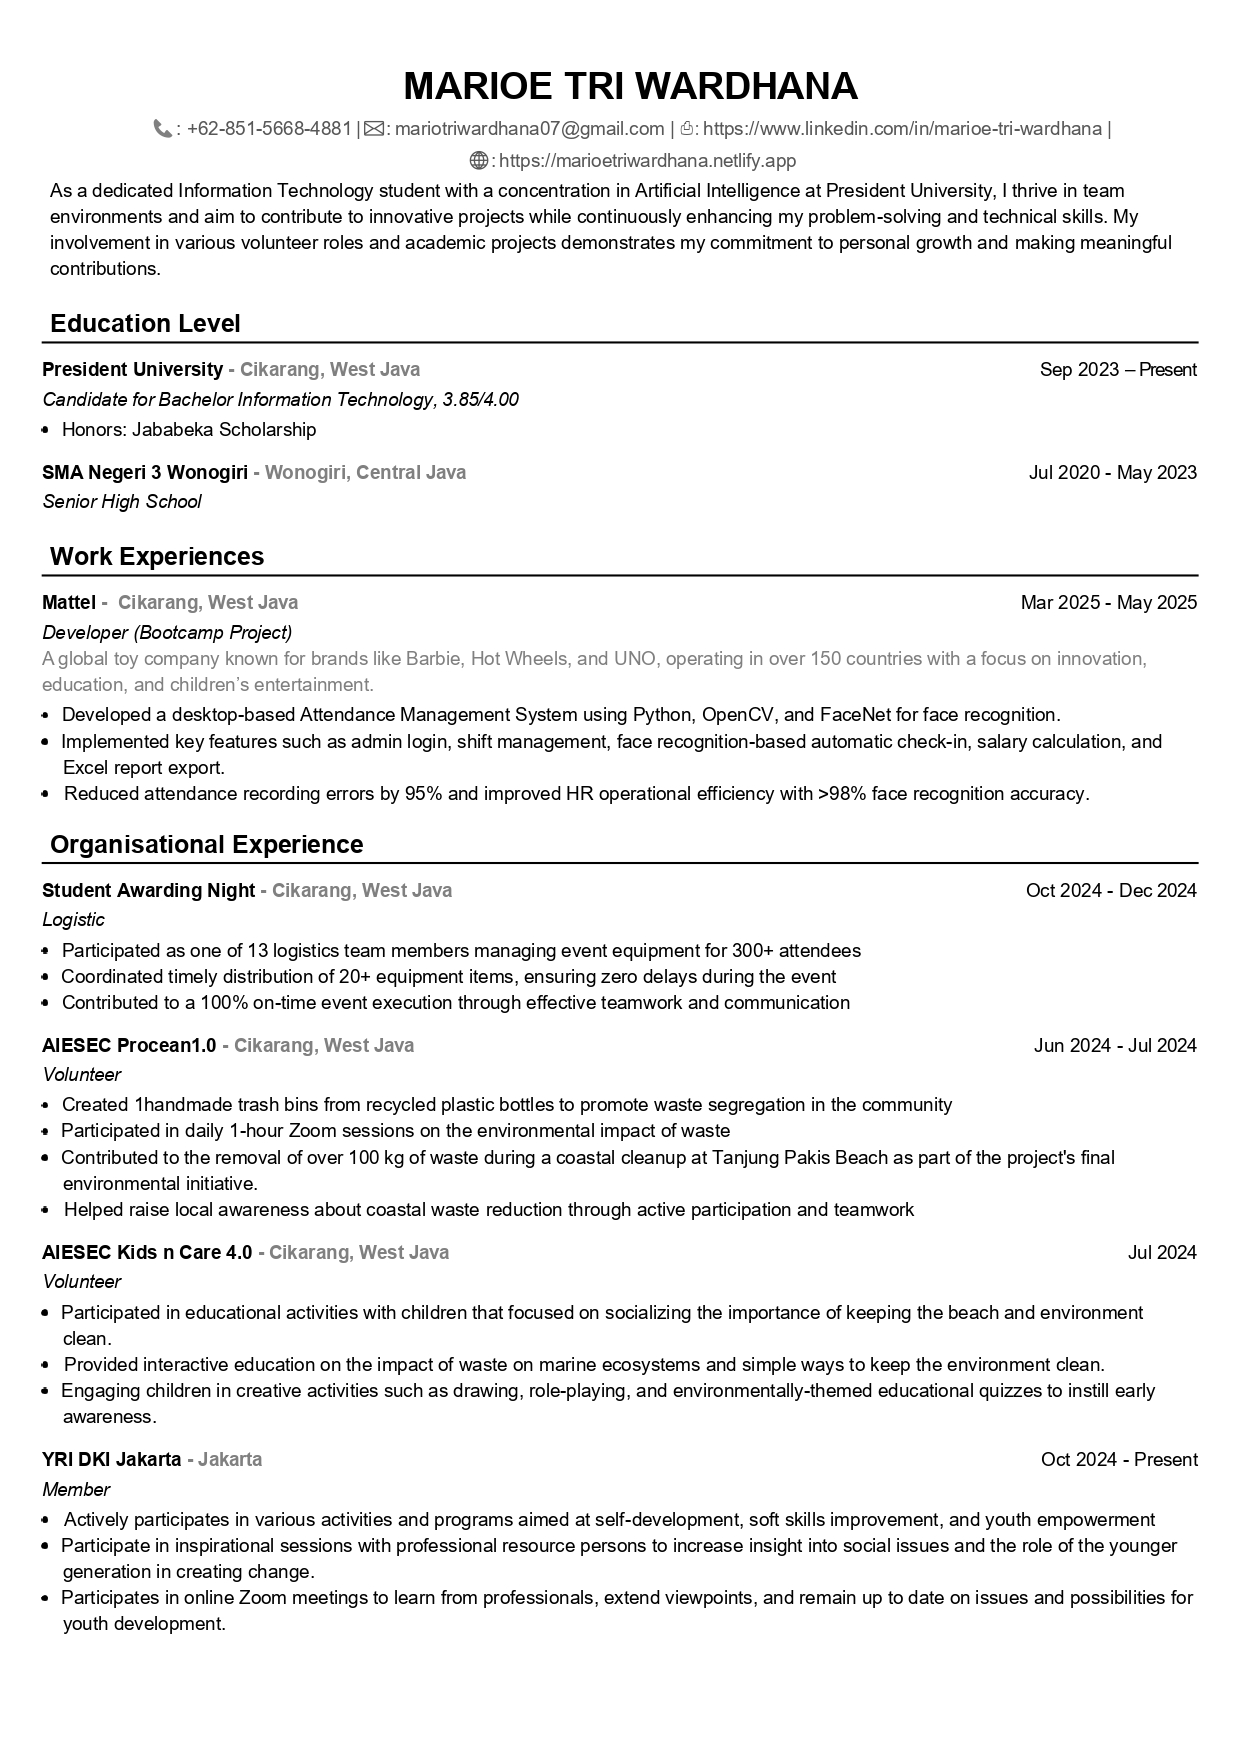 MARIOE TRI WARDHANA
: +62-851-5668-4881 | : mariotriwardhana07@gmail.com | : https://www.linkedin.com/in/marioe-tri-wardhana |
: https://marioetriwardhana.netlify.app
As a dedicated Information Technology student with a concentration in Artificial Intelligence at President University, I thrive in team
environments and aim to contribute to innovative projects while continuously enhancing my problem-solving and technical skills. My
involvement in various volunteer roles and academic projects demonstrates my commitment to personal growth and making meaningful
contributions.
Education Level
President University - Cikarang, West Java Sep 2023 – Present
Candidate for Bachelor Information Technology, 3.85/4.00
• Honors: Jababeka Scholarship
SMA Negeri 3 Wonogiri - Wonogiri, Central Java Jul 2020 - May 2023
Senior High School
Work Experiences
Mattel - Cikarang, West Java Mar 2025 - May 2025
Developer (Bootcamp Project)
A global toy company known for brands like Barbie, Hot Wheels, and UNO, operating in over 150 countries with a focus on innovation,
education, and children’s entertainment.
• Developed a desktop-based Attendance Management System using Python, OpenCV, and FaceNet for face recognition.
• Implemented key features such as admin login, shift management, face recognition-based automatic check-in, salary calculation, and
Excel report export.
• Reduced attendance recording errors by 95% and improved HR operational efficiency with >98% face recognition accuracy.
Organisational Experience
Student Awarding Night - Cikarang, West Java Oct 2024 - Dec 2024
Logistic
• Participated as one of 13 logistics team members managing event equipment for 300+ attendees
• Coordinated timely distribution of 20+ equipment items, ensuring zero delays during the event
• Contributed to a 100% on-time event execution through effective teamwork and communication
AIESEC Procean1.0 - Cikarang, West Java Jun 2024 - Jul 2024
Volunteer
• Created 1handmade trash bins from recycled plastic bottles to promote waste segregation in the community
• Participated in daily 1-hour Zoom sessions on the environmental impact of waste
• Contributed to the removal of over 100 kg of waste during a coastal cleanup at Tanjung Pakis Beach as part of the project's final
environmental initiative.
• Helped raise local awareness about coastal waste reduction through active participation and teamwork
AIESEC Kids n Care 4.0 - Cikarang, West Java Jul 2024
Volunteer
• Participated in educational activities with children that focused on socializing the importance of keeping the beach and environment
clean.
• Provided interactive education on the impact of waste on marine ecosystems and simple ways to keep the environment clean.
• Engaging children in creative activities such as drawing, role-playing, and environmentally-themed educational quizzes to instill early
awareness.
YRI DKI Jakarta - Jakarta Oct 2024 - Present
Member
• Actively participates in various activities and programs aimed at self-development, soft skills improvement, and youth empowerment
• Participate in inspirational sessions with professional resource persons to increase insight into social issues and the role of the younger
generation in creating change.
• Participates in online Zoom meetings to learn from professionals, extend viewpoints, and remain up to date on issues and possibilities for
youth development.